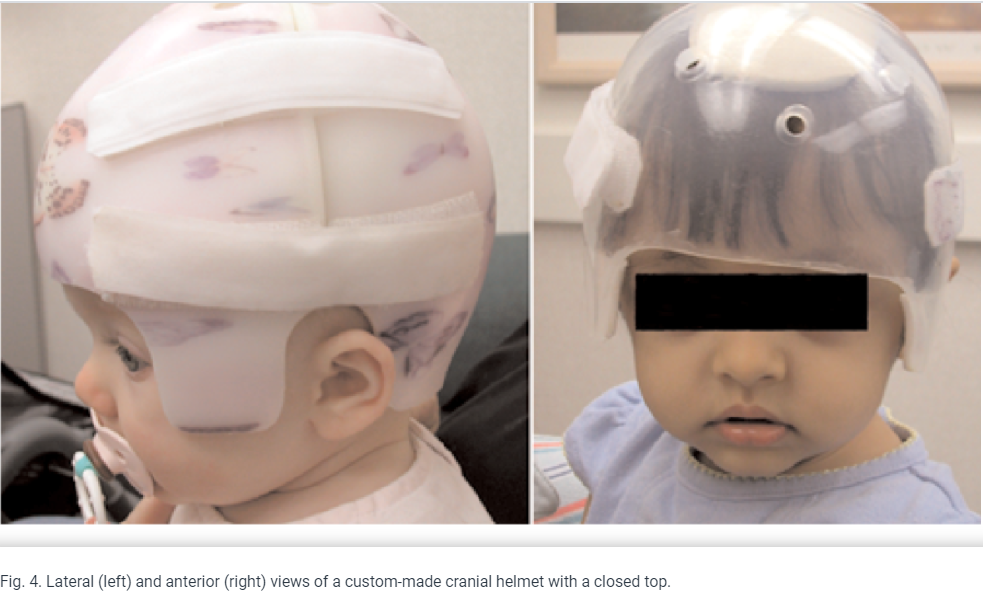 Fig. 4. Lateral (left) and anterior (right) views of a custom-made cranial helmet with a closed top.